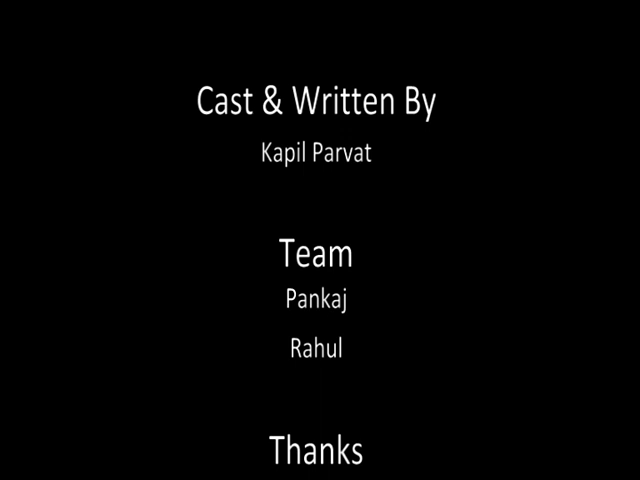 Cast & Written By
Kapil Parvat
Team
Pankaj
Rahul
Thanks